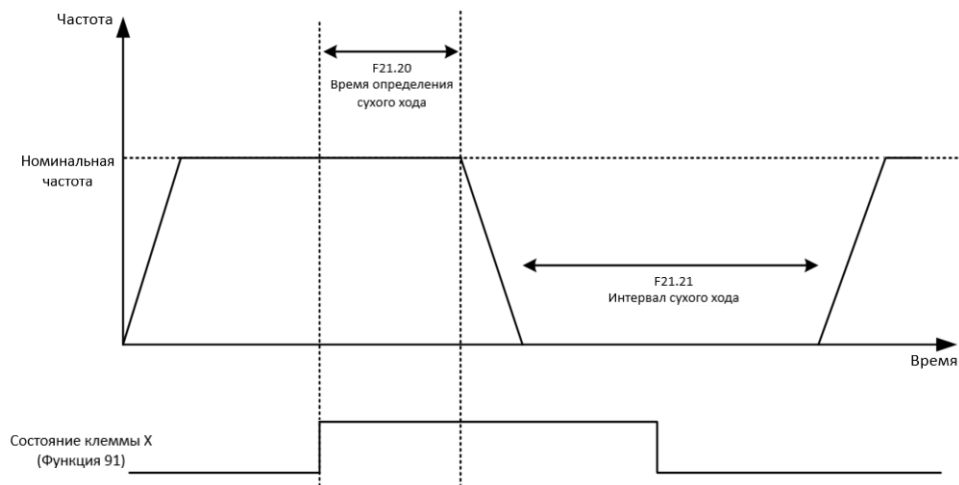 Частота
F21.20
Время определения
сухого хода
Номинальная
частота
F21.21
Интервал сухого хода
Время
Состояние клеммы X
(Функция 91)